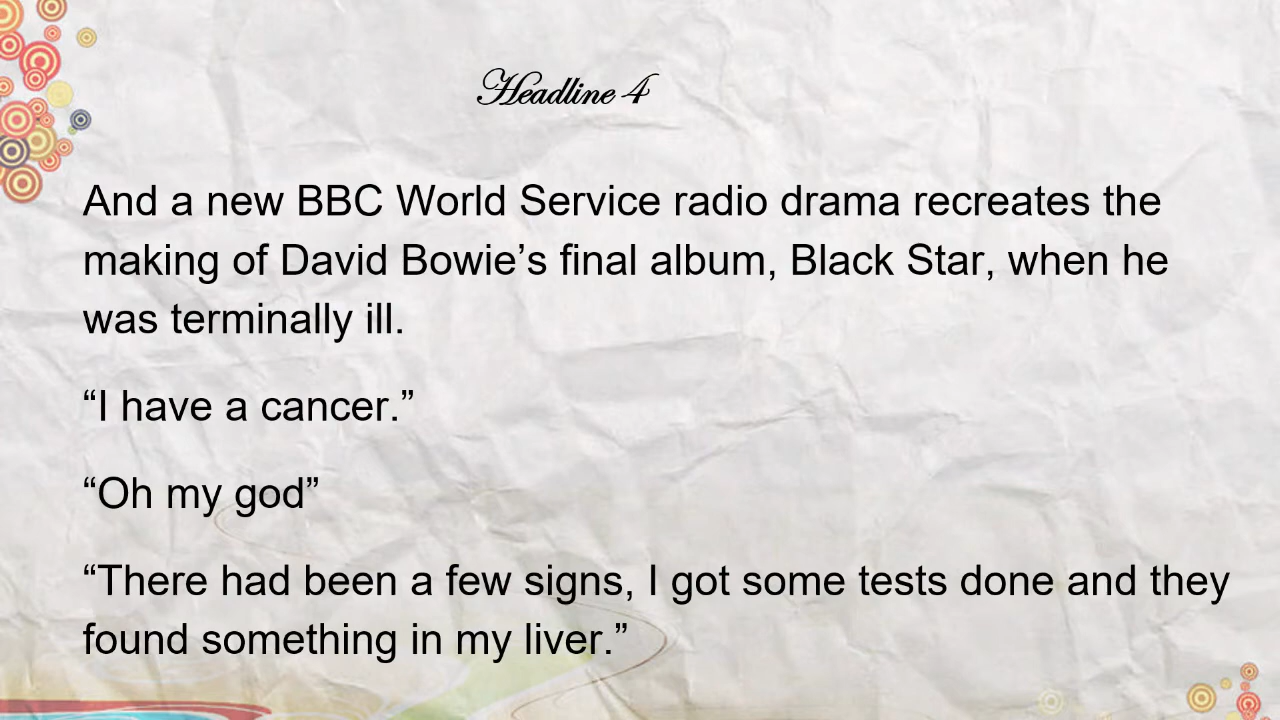 Headline 4
And a new BBC World Service radio drama recreates the
making of David Bowie’s final album, Black Star, when he
was terminally ill.
“I have a cancer.”
“Oh my god”
“There had been a few signs, I got some tests done and they
found something in my liver.”